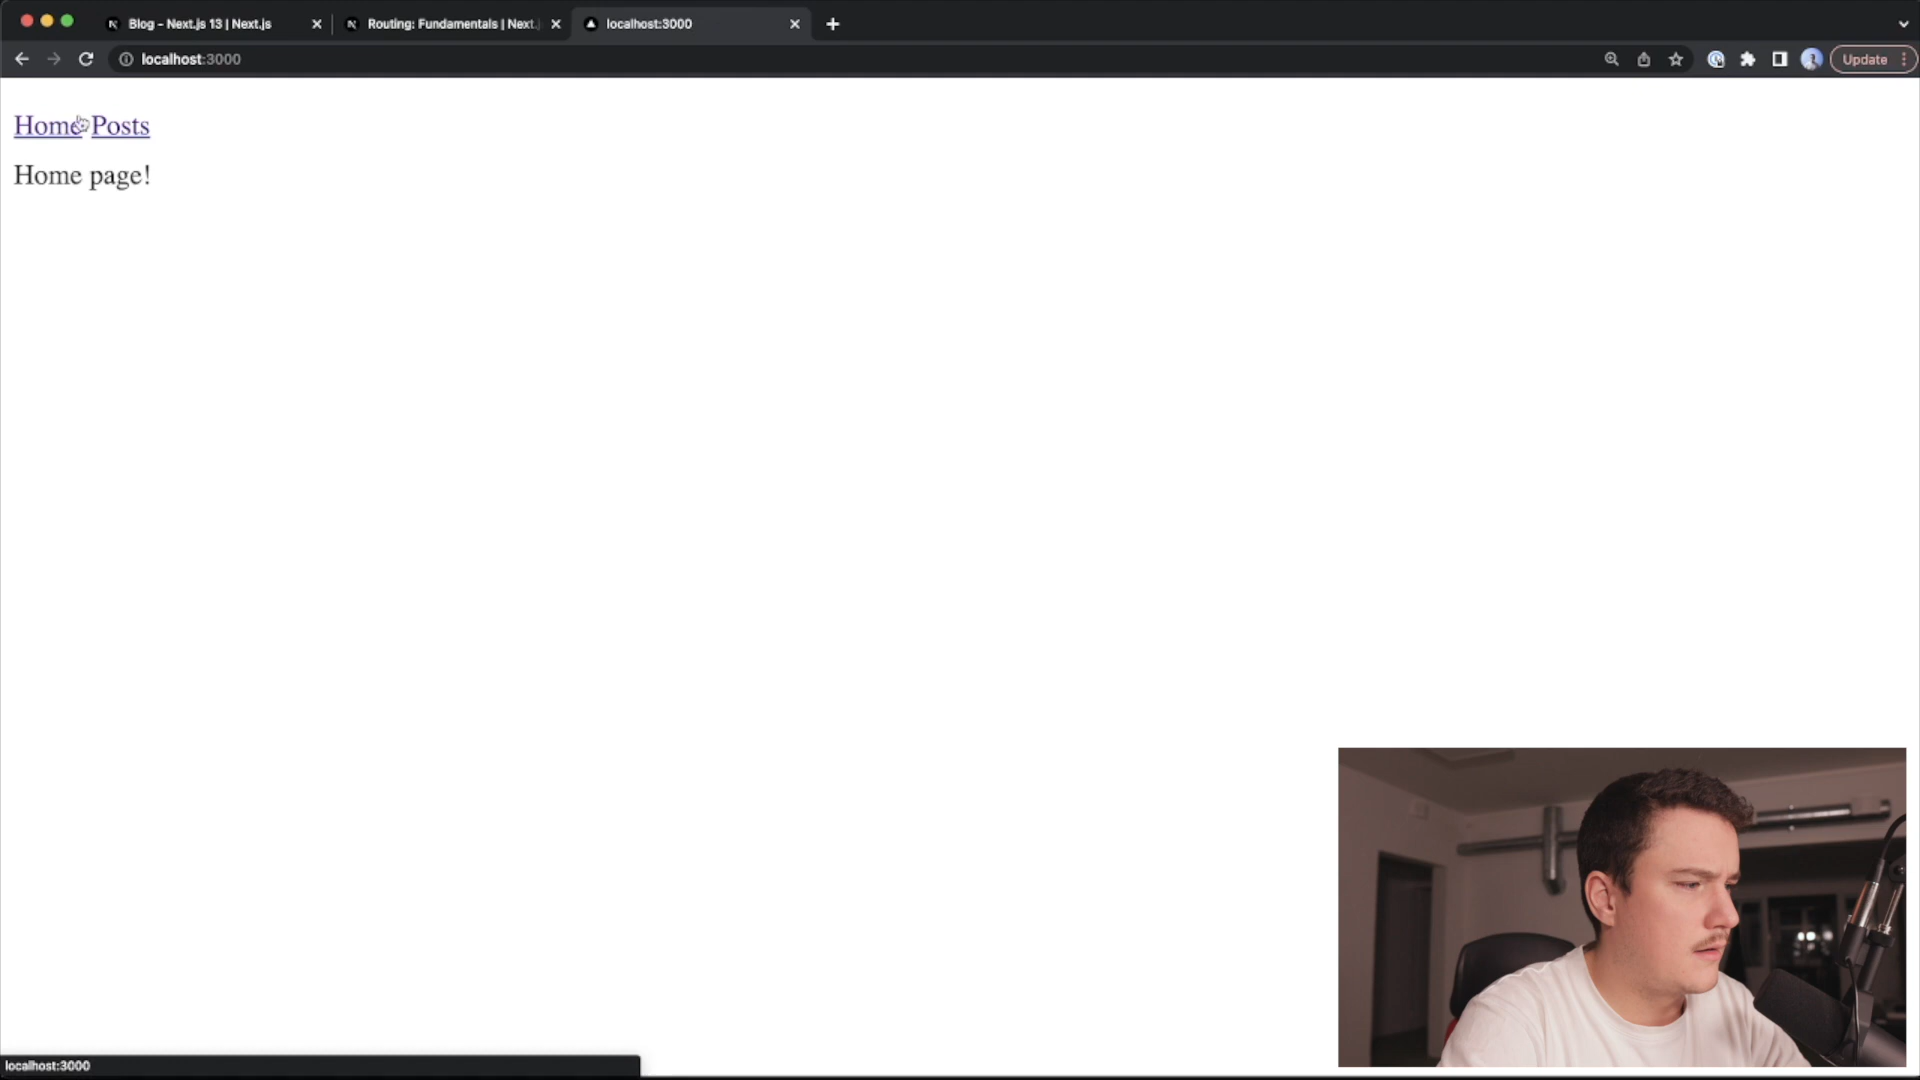 Blog - Next.js 13 | Next.js
Routing: Fundamentals | Next.
localhost:3000
localhost:3000
Update
Home Posts
Home page!
localhost:3000